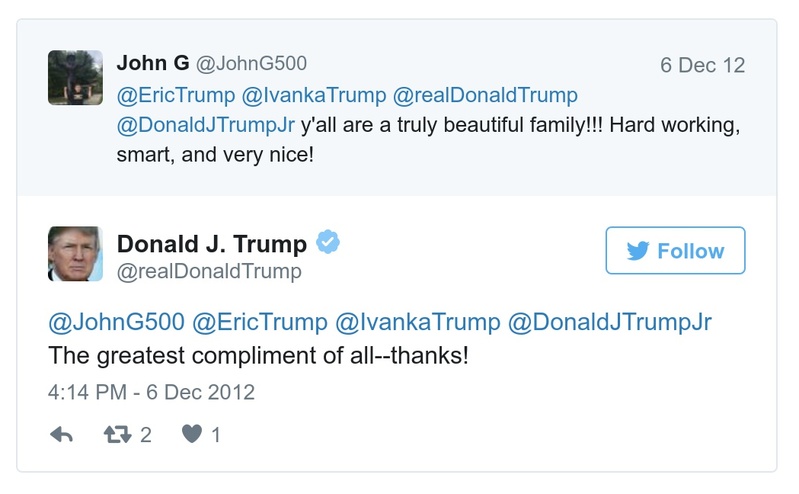 John G @JohnG500
6 Dec 12
@EricTrump @IvankaTrump @realDonaldTrump
@DonaldJTrumpJr y'all are a truly beautiful family!!! Hard working,
smart, and very nice!
Donald J. Trump
@realDonaldTrump
Follow
@JohnG500 @EricTrump @IvankaTrump @DonaldJTrumpJr
The greatest compliment of all--thanks!
4:14 PM - 6 Dec 2012
2
1